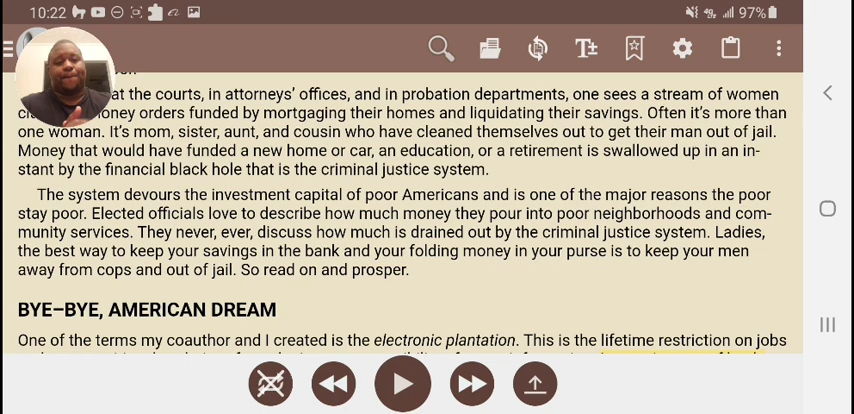 10:22
97%
T±
at the courts, in attorneys' offices, and in probation departments, one sees a stream of women
oney orders funded by mortgaging their homes and liquidating their savings. Often it's more than
one woman. It's mom, sister, aunt, and cousin who have cleaned themselves out to get their man out of jail.
Money that would have funded a new home or car, an education, or a retirement is swallowed up in an in-
stant by the financial black hole that is the criminal justice system.
The system devours the investment capital of poor Americans and is one of the major reasons the poor
stay poor. Elected officials love to describe how much money they pour into poor neighborhoods and com-
munity services. They never, ever, discuss how much is drained out by the criminal justice system. Ladies,
the best way to keep your savings in the bank and your folding money in your purse is to keep your men
away from cops and out of jail. So read on and prosper.
BYE–BYE, AMERICAN DREAM
One of the terms my coauthor and I created is the electronic plantation. This is the lifetime restriction on jobs